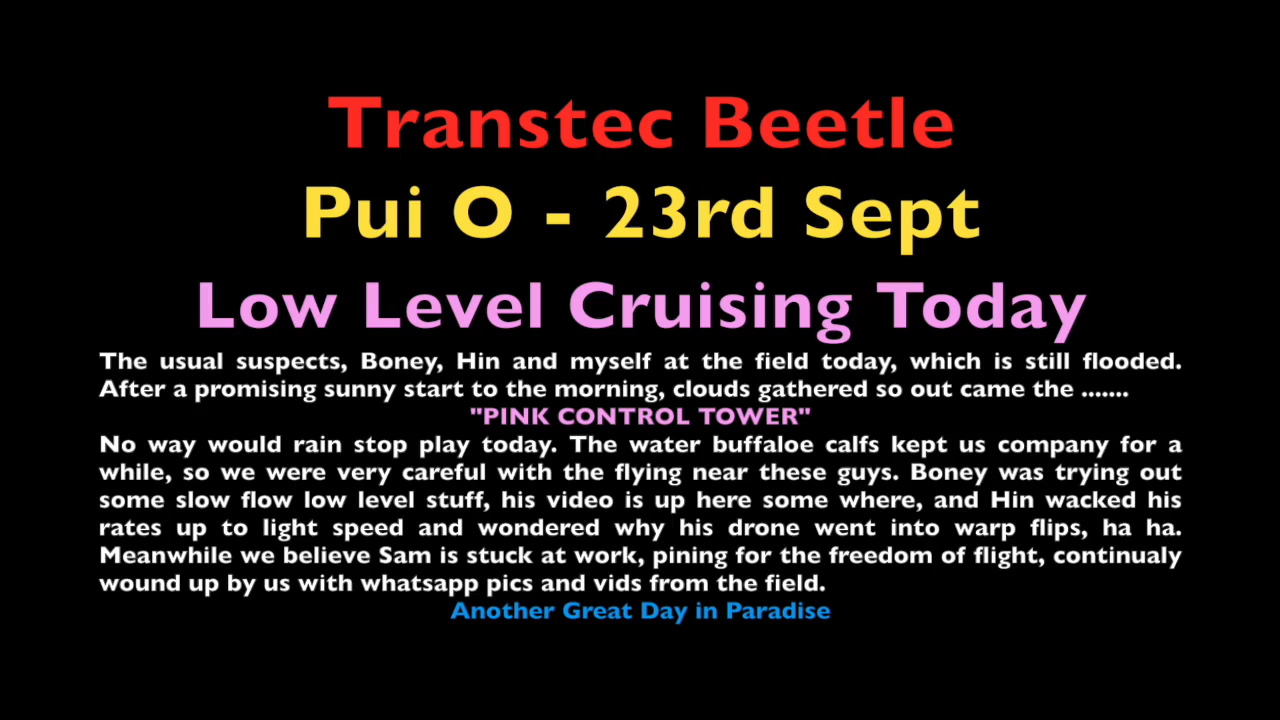 Transtec Beetle
Pui O - 23rd Sept
Low Level Cruising Today
The usual suspects, Boney, Hin and myself at the field today, which is still flooded.
After a promising sunny start to the morning, clouds gathered so out came the .......
"PINK CONTROL TOWER"
No way would rain stop play today. The water buffaloe calfs kept us company for a
while, so we were very careful with the flying near these guys. Boney was trying out
some slow flow low level stuff, his video is up here some where, and Hin wacked his
rates up to light speed and wondered why his drone went into warp flips, ha ha.
Meanwhile we believe Sam is stuck at work, pining for the freedom of flight, continualy
wound up by us with whatsapp pics and vids from the field.
Another Great Day in Paradise